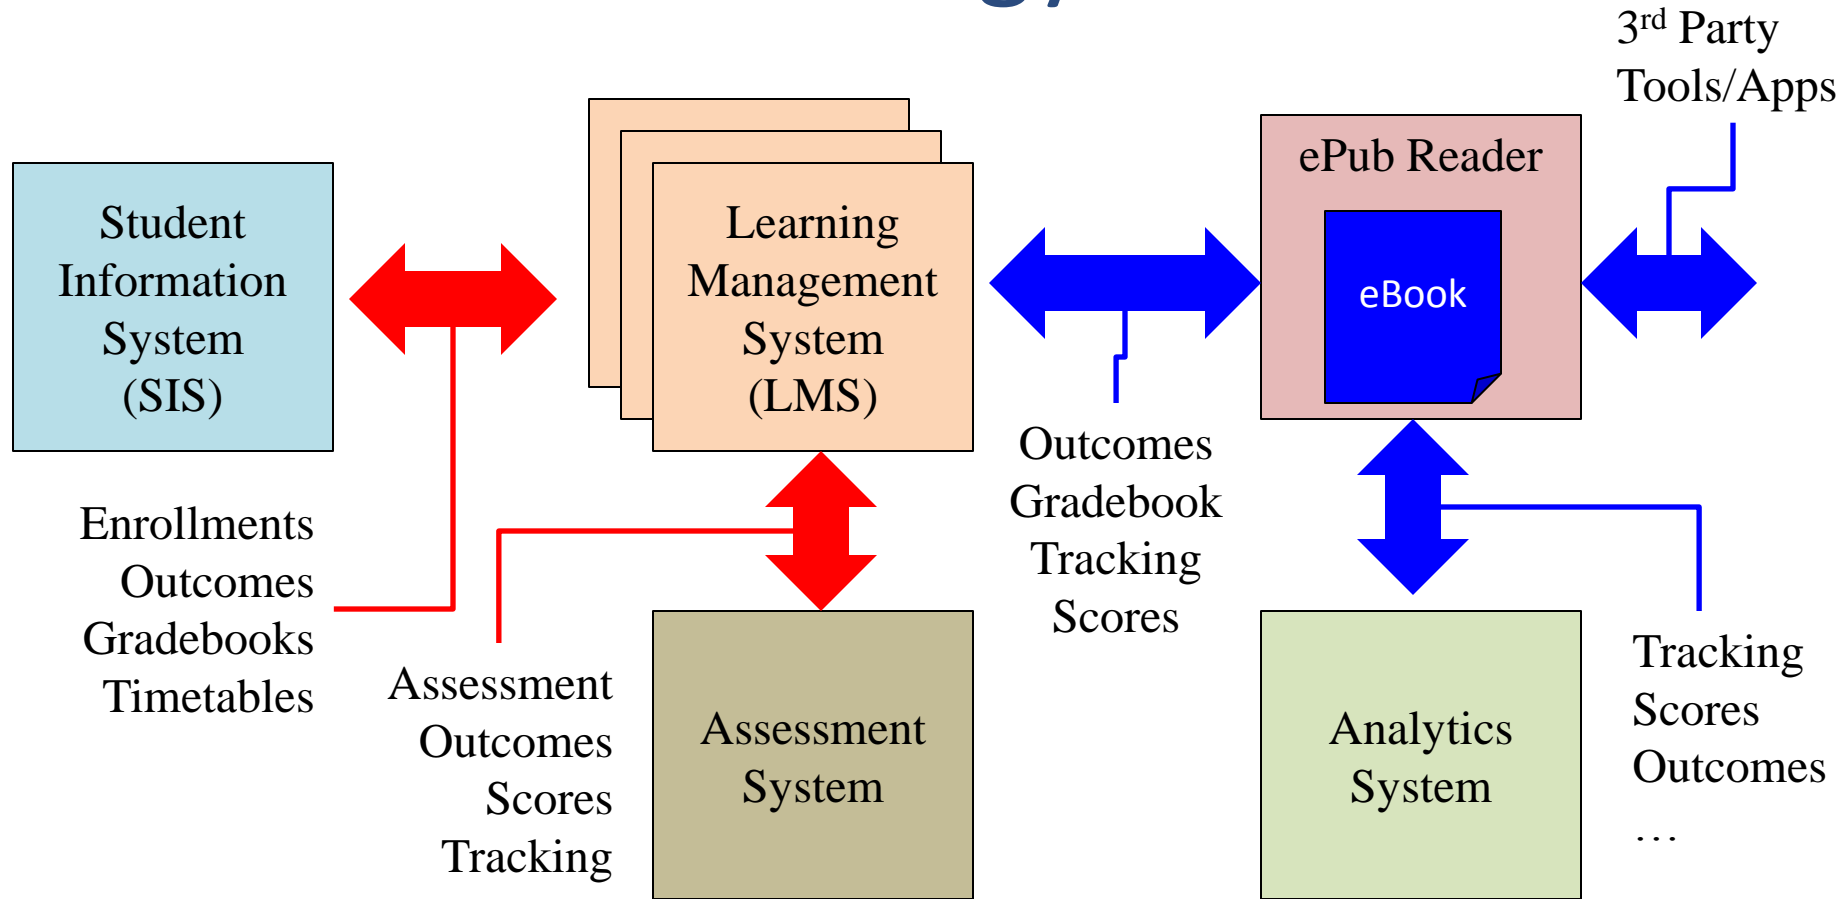 3rd Party
Tools/Apps
Student
Information
System
(SIS)
Learning
Management
System
(LMS)
ePub Reader
eBook
Enrollments
Outcomes
Gradebooks
Timetables
Assessment
Outcomes
Scores
Tracking
Outcomes
Gradebook
Tracking
Scores
Assessment
System
Analytics
System
Tracking
Scores
Outcomes
…